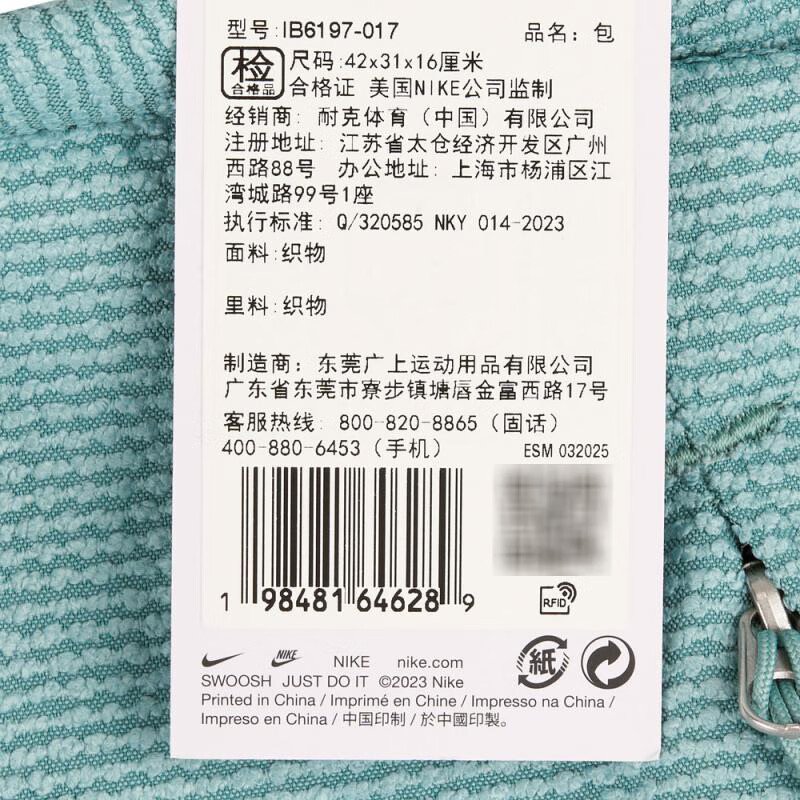 型号:IB6197-017 品名：包
检 合格品 尺码:42x31x16厘米
合格证 美国NIKE公司监制
经销商：耐克体育（中国）有限公司
注册地址：江苏省太仓经济开发区广州
西路88号 办公地址：上海市杨浦区江
湾城路99号1座
执行标准：Q/320585 NKY 014-2023
面料:织物
里料:织物
制造商：东莞广上运动用品有限公司
广东省东莞市寮步镇塘唇金富西路17号
客服热线：800-820-8865（固话）
400-880-6453（手机） ESM 032025
1 98481 64628 9
RFID
NIKE NIKE nike.com 紙
SWOOSH JUST DO IT ©2023 Nike
Printed in China / Imprimé en Chine / Impresso na China /
Impreso en China / 中国印制 / 於中國印製。